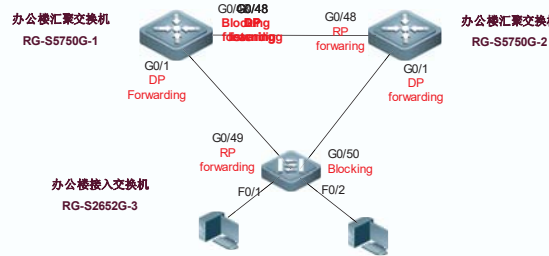 办公楼汇聚交换机
RG-S5750G-1
G0/48
DP
G0/48
RP
forwaring
办公楼汇聚交换
RG-S5750G-2
G0/1
DP
Forwarding
G0/1
DP
forwarding
G0/49
RP
forwarding
G0/50
Blocking
办公楼接入交换机
RG-S2652G-3
F0/1
F0/2